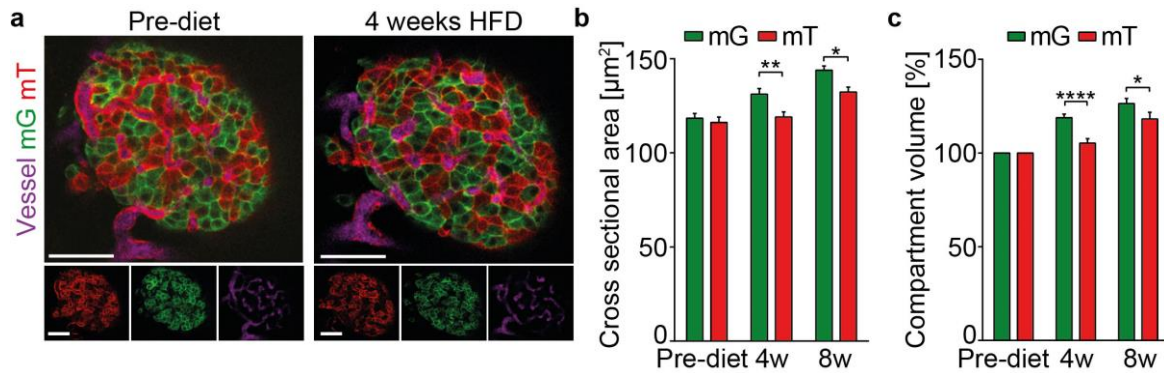 a
Pre-diet
4 weeks HFD
Vessel mG mT
b
mG mT
Cross sectional area [µm²]
150
100
50
0
**
*
Pre-diet 4w 8w
c
mG mT
Compartment volume [%]
150
100
50
0
****
*
Pre-diet 4w 8w